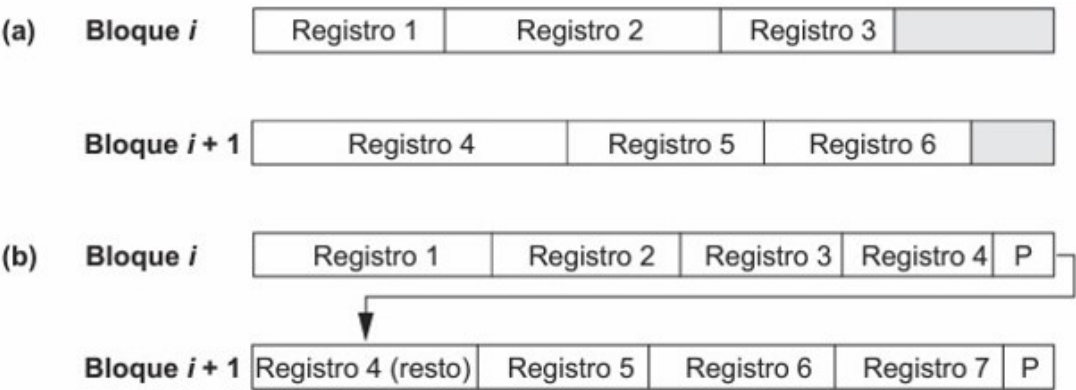 (a) Bloque i Registro 1 Registro 2 Registro 3
Bloque i + 1 Registro 4 Registro 5 Registro 6
(b) Bloque i Registro 1 Registro 2 Registro 3 Registro 4 P
Bloque i + 1 Registro 4 (resto) Registro 5 Registro 6 Registro 7 P